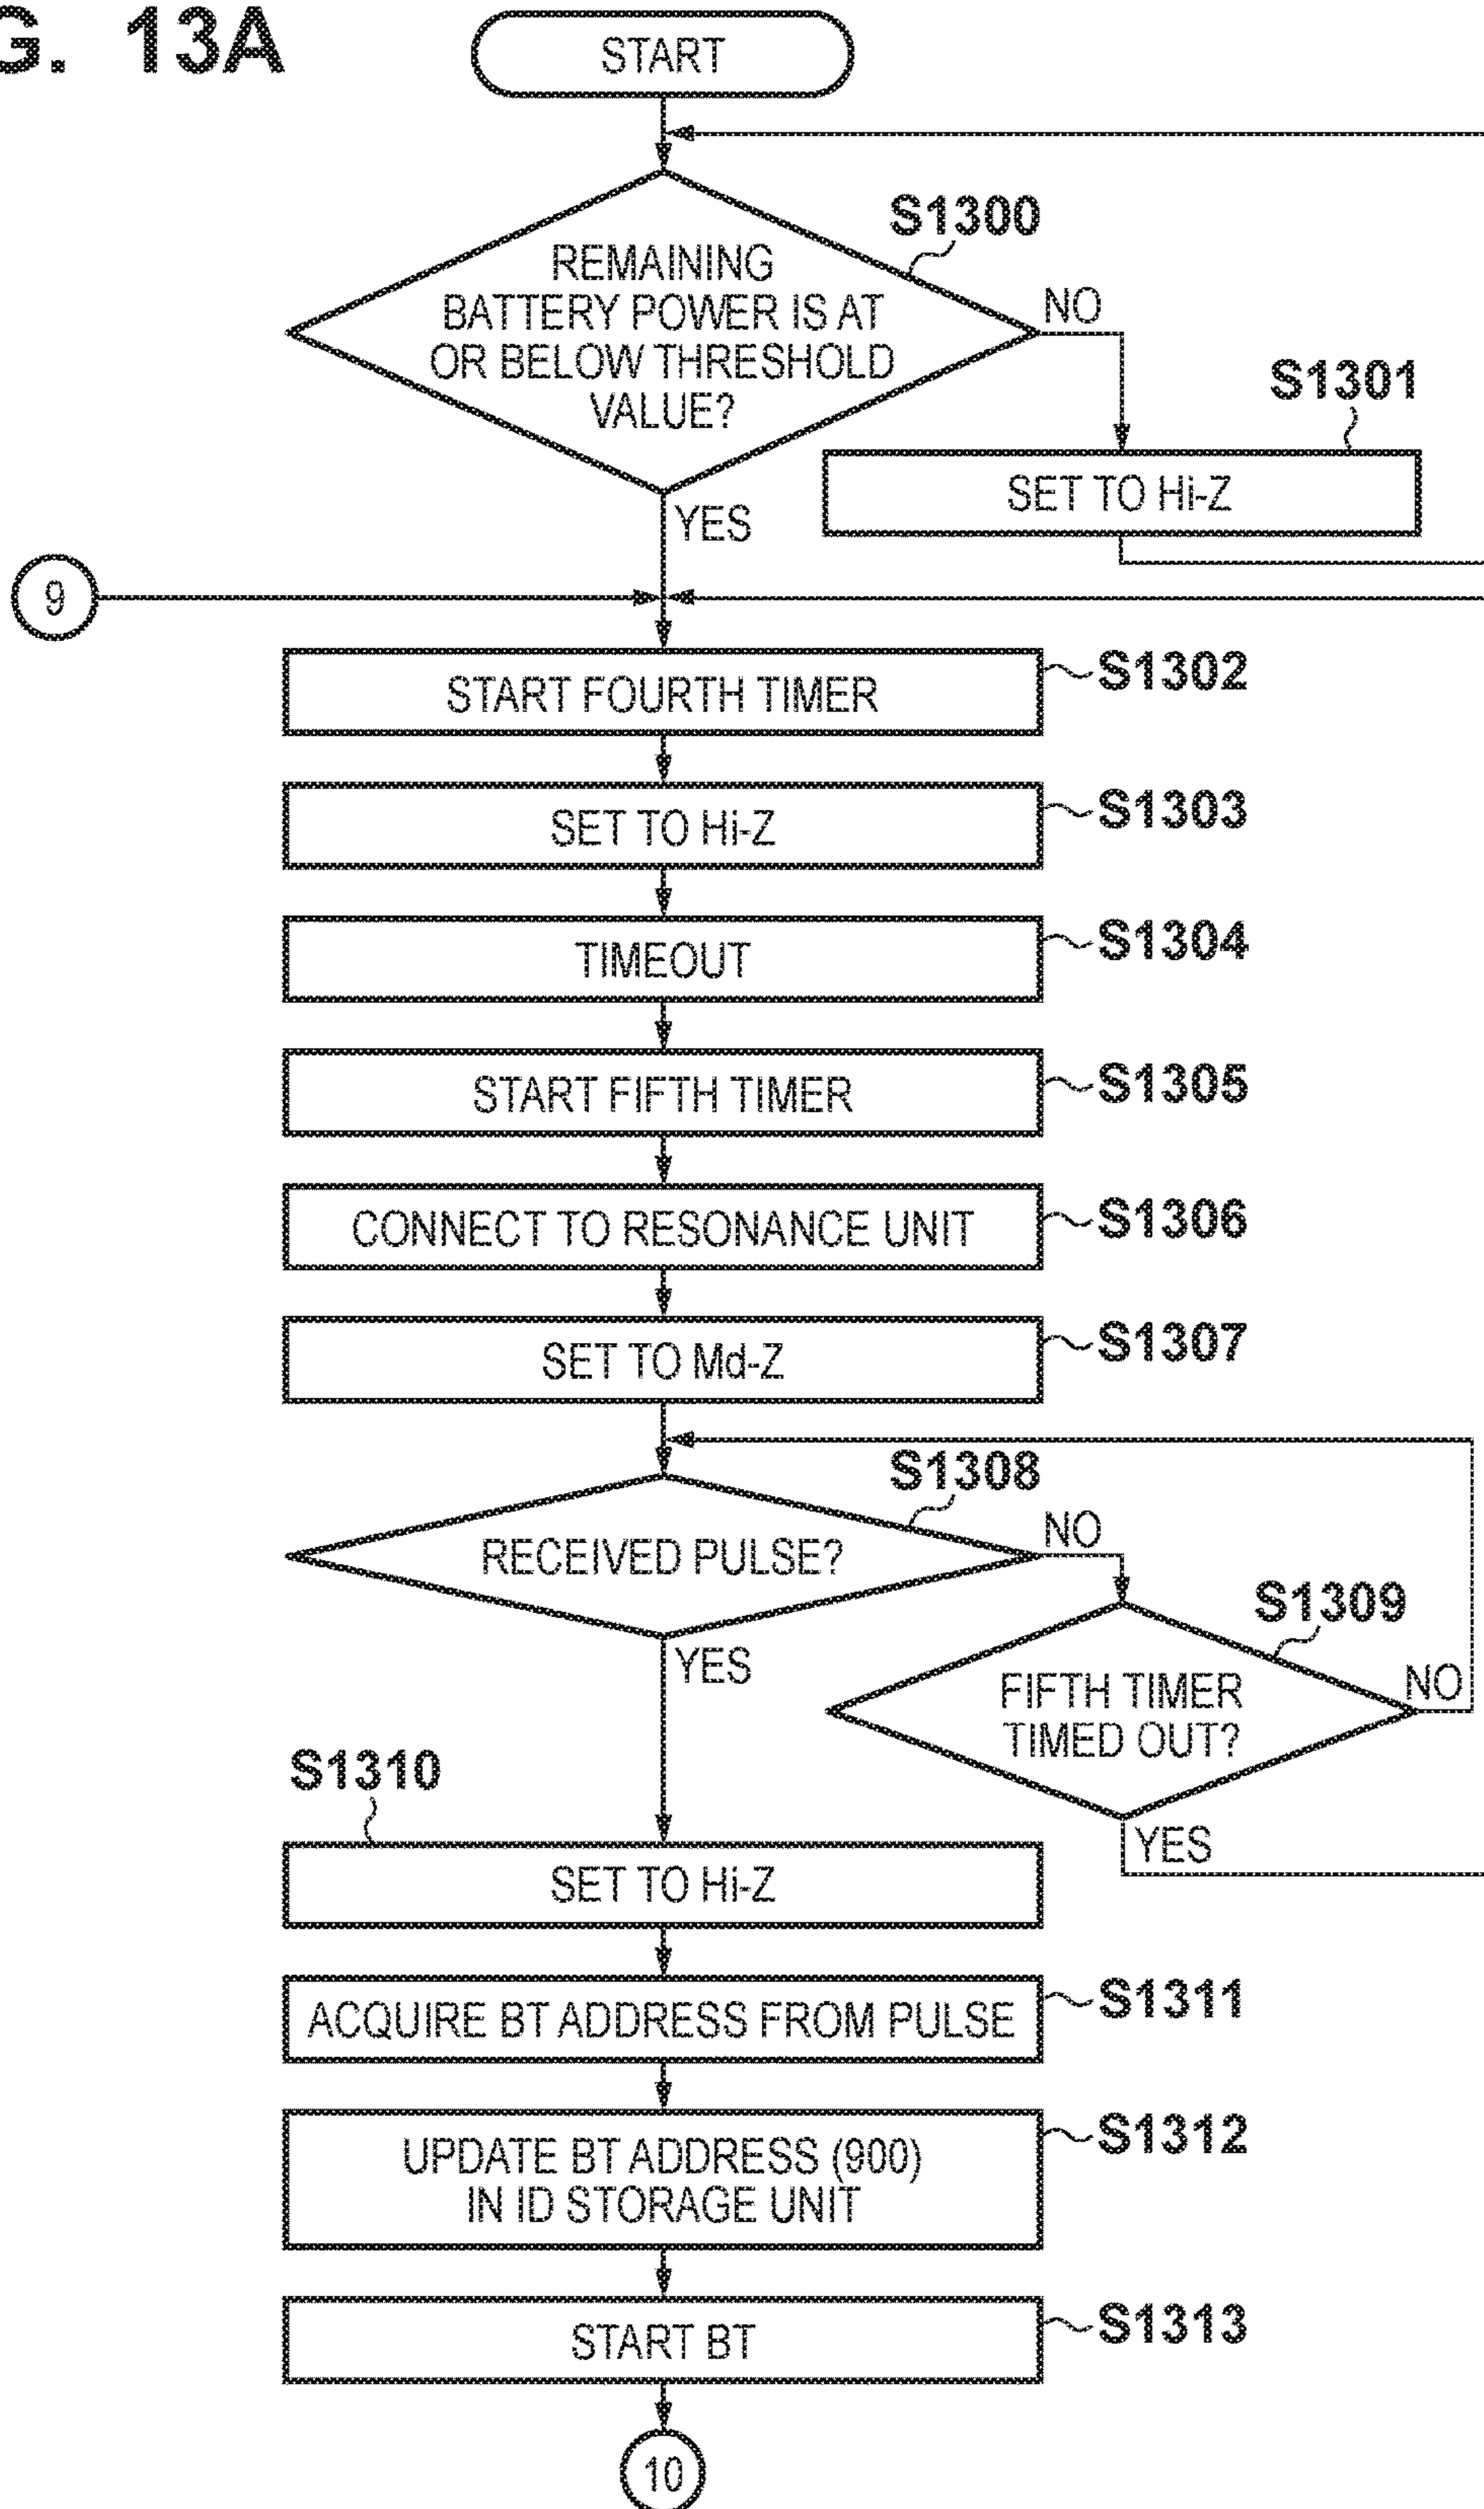 G. 13A
START
S1300
REMAINING
BATTERY POWER IS AT
OR BELOW THRESHOLD
VALUE?
NO
S1301
SET TO Hi-Z
YES
9
START FOURTH TIMER
S1302
SET TO Hi-Z
S1303
TIMEOUT
S1304
START FIFTH TIMER
S1305
CONNECT TO RESONANCE UNIT
S1306
SET TO Md-Z
S1307
S1308
RECEIVED PULSE?
NO
S1309
YES
FIFTH TIMER
TIMED OUT?
NO
S1310
YES
SET TO Hi-Z
ACQUIRE BT ADDRESS FROM PULSE
S1311
UPDATE BT ADDRESS (900)
IN ID STORAGE UNIT
S1312
START BT
S1313
10